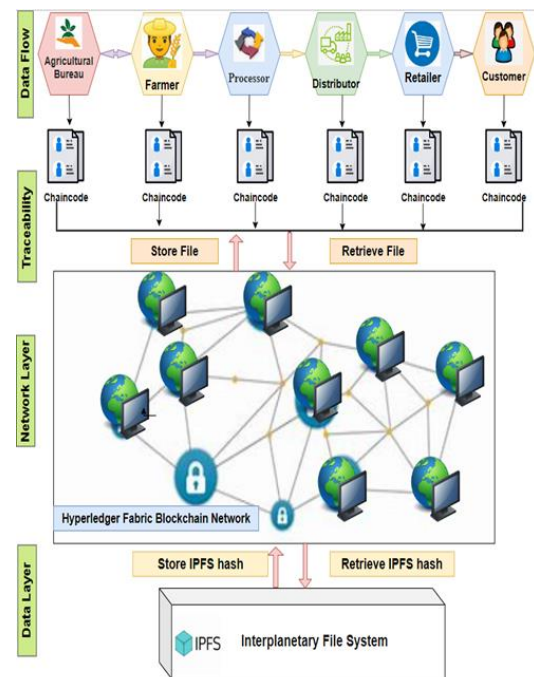 Data Flow
Agricultural
Bureau
Farmer
Processor
Distributor
Retailer
Customer
Traceability
Chaincode
Chaincode
Chaincode
Chaincode
Chaincode
Chaincode
Store File
Retrieve File
Network Layer
Hyperledger Fabric Blockchain Network
Data Layer
Store IPFS hash
Retrieve IPFS hash
IPFS
Interplanetary File System